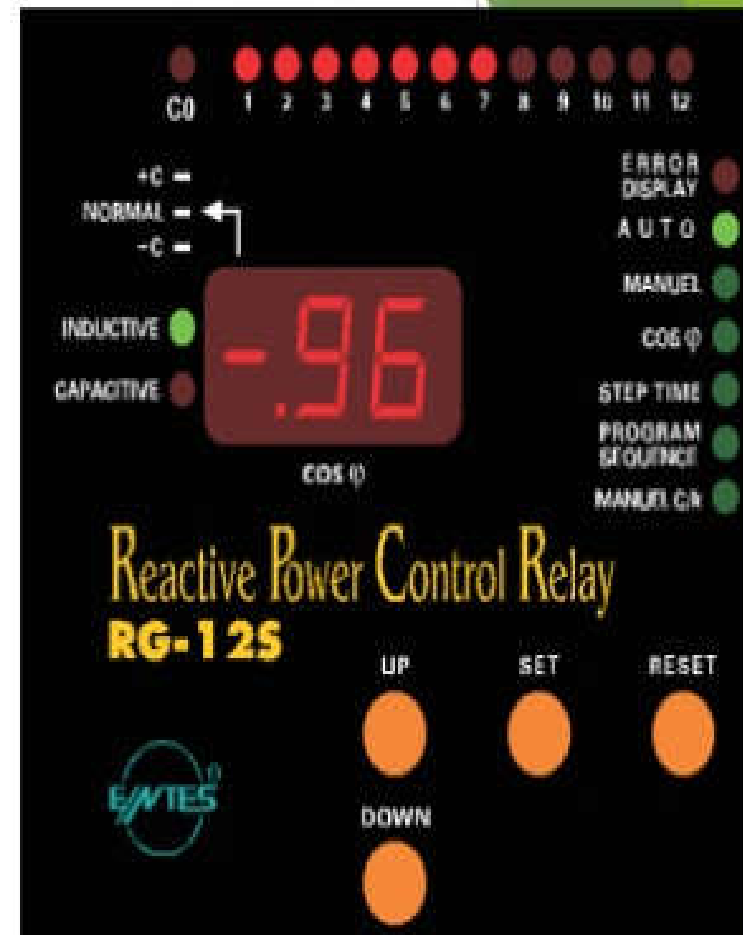 C0
1 2 3 4 5 6 7 8 9 10 11 12
+C
NORMAL
-C
INDUCTIVE
CAPACITIVE
-.96
COS φ
ERROR
DISPLAY
AUTO
MANUEL
COS φ
STEP TIME
PROGRAM
SEQUENCE
MANUEL C/k
Reactive Power Control Relay
RG-12S
UP
SET
RESET
ENTES
DOWN